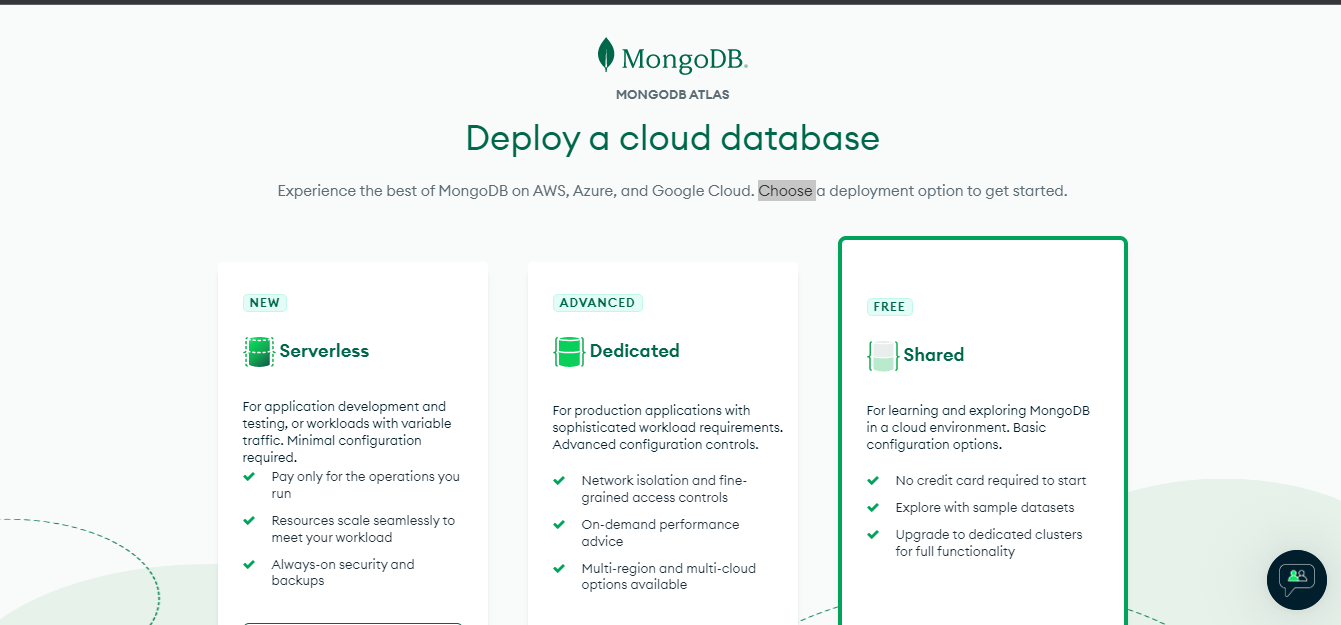 MongoDB.
MONGODB ATLAS
Deploy a cloud database
Experience the best of MongoDB on AWS, Azure, and Google Cloud. Choose a deployment option to get started.
NEW
Serverless
For application development and
testing, or workloads with variable
traffic. Minimal configuration
required.
Pay only for the operations you
run
Resources scale seamlessly to
meet your workload
Always-on security and
backups
ADVANCED
Dedicated
For production applications with
sophisticated workload requirements.
Advanced configuration controls.
Network isolation and fine-
grained access controls
On-demand performance
advice
Multi-region and multi-cloud
options available
FREE
Shared
For learning and exploring MongoDB
in a cloud environment. Basic
configuration options.
No credit card required to start
Explore with sample datasets
Upgrade to dedicated clusters
for full functionality